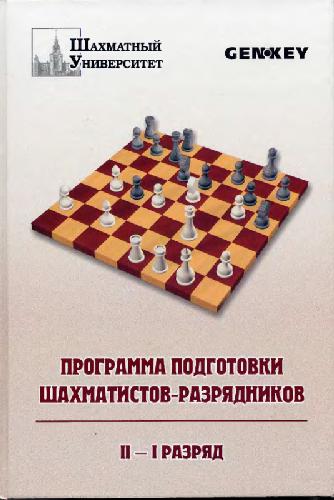 Шахматный
Университет
GENKEY
ПРОГРАММА ПОДГОТОВКИ
ШАХМАТИСТОВ-РАЗРЯДНИКОВ
II – I РАЗРЯД